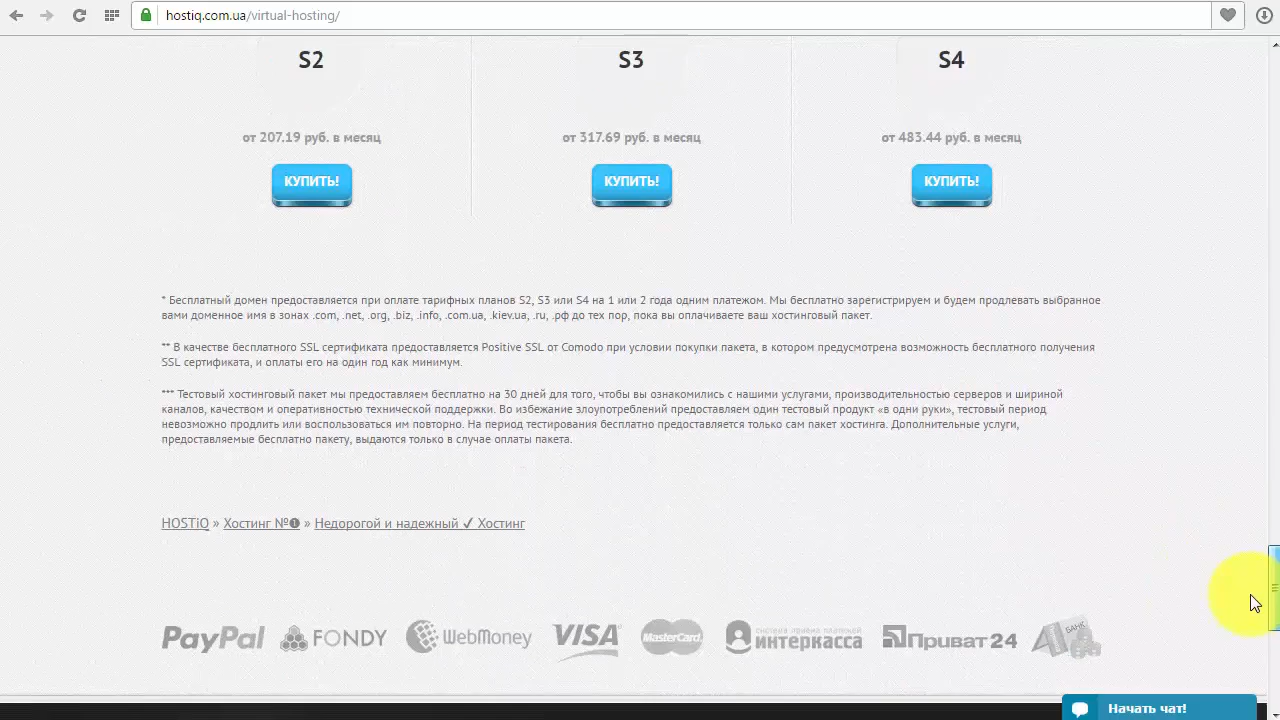 hostiq.com.ua/virtual-hosting/
S2
S3
S4
от 207.19 руб. в месяц
от 317.69 руб. в месяц
от 483.44 руб. в месяц
КУПИТЬ!
КУПИТЬ!
КУПИТЬ!
* Бесплатный домен предоставляется при оплате тарифных планов S2, S3 или S4 на 1 или 2 года одним платежом. Мы бесплатно зарегистрируем и будем продлевать выбранное
вами доменное имя в зонах .com, .net, .org, .biz, .info, .com.ua, .kiev.ua, .ru, .рф до тех пор, пока вы оплачиваете ваш хостинговый пакет.
** В качестве бесплатного SSL сертификата предоставляется Positive SSL от Comodo при условии покупки пакета, в котором предусмотрена возможность бесплатного получения
SSL сертификата, и оплаты его на один год как минимум.
*** Тестовый хостинговый пакет мы предоставляем бесплатно на 30 дней для того, чтобы вы ознакомились с нашими услугами, производительностью серверов и шириной
каналов, качеством и оперативностью технической поддержки. Во избежание злоупотреблений предоставляем один тестовый продукт «в одни руки», тестовый период
невозможно продлить или воспользоваться им повторно. На период тестирования бесплатно предоставляется только сам пакет хостинга. Дополнительные услуги,
предоставляемые бесплатно пакету, выдаются только в случае оплаты пакета.
HOSTiQ » Хостинг №❶ » Недорогой и надежный ✓ Хостинг
PayPal FONDY WebMoney VISA MasterCard система приёма платежей интеркасса Приват24 БАНК
Начать чат!